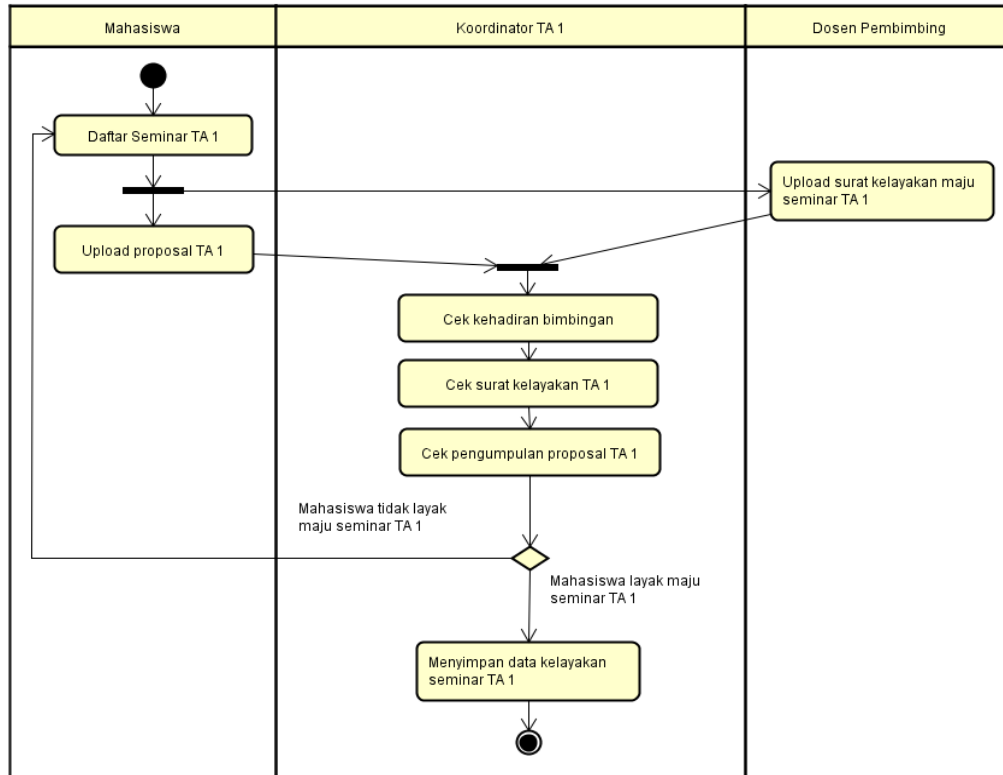 Mahasiswa
Koordinator TA 1
Dosen Pembimbing
Daftar Seminar TA 1
Upload surat kelayakan maju
seminar TA 1
Upload proposal TA 1
Cek kehadiran bimbingan
Cek surat kelayakan TA 1
Cek pengumpulan proposal TA 1
Mahasiswa tidak layak
maju seminar TA 1
Mahasiswa layak maju
seminar TA 1
Menyimpan data kelayakan
seminar TA 1